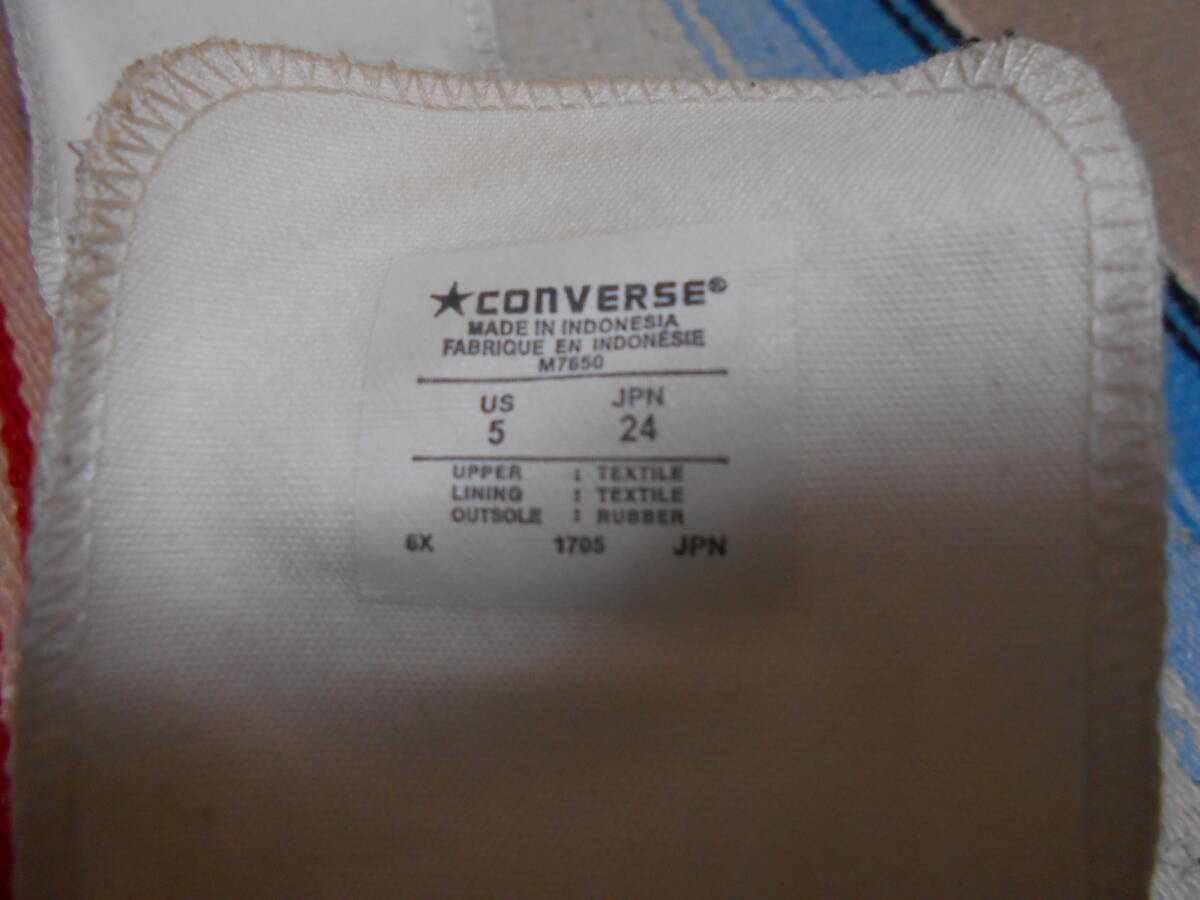 ★CONVERSE®
MADE IN INDONESIA
FABRIQUE EN INDONÉSIE
M7650
US JPN
5 24
UPPER : TEXTILE
LINING : TEXTILE
OUTSOLE : RUBBER
6X 1705 JPN